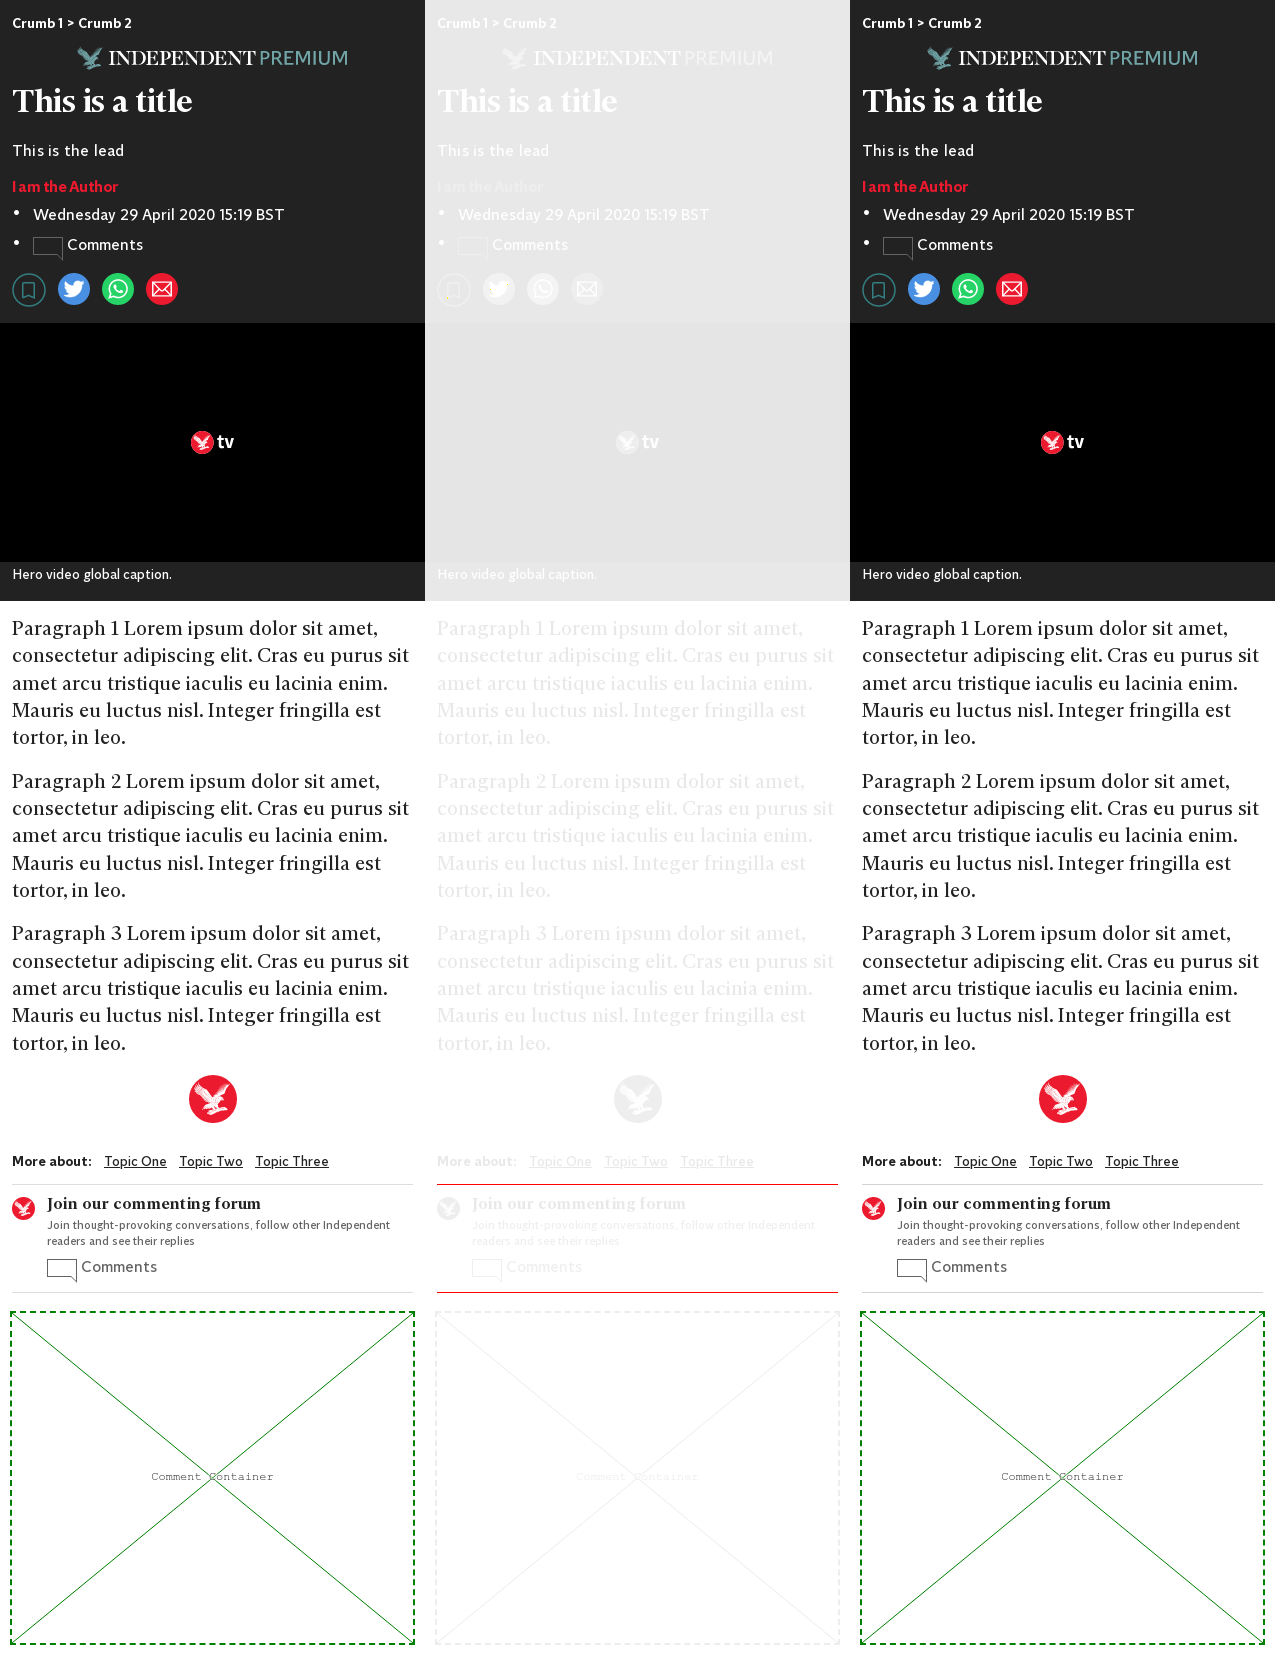 Crumb 1 > Crumb 2
INDEPENDENT PREMIUM
This is a title
This is the lead
I am the Author
• Wednesday 29 April 2020 15:19 BST
• Comments
tv
Hero video global caption.
Paragraph 1 Lorem ipsum dolor sit amet,
consectetur adipiscing elit. Cras eu purus sit
amet arcu tristique iaculis eu lacinia enim.
Mauris eu luctus nisl. Integer fringilla est
tortor, in leo.
Paragraph 2 Lorem ipsum dolor sit amet,
consectetur adipiscing elit. Cras eu purus sit
amet arcu tristique iaculis eu lacinia enim.
Mauris eu luctus nisl. Integer fringilla est
tortor, in leo.
Paragraph 3 Lorem ipsum dolor sit amet,
consectetur adipiscing elit. Cras eu purus sit
amet arcu tristique iaculis eu lacinia enim.
Mauris eu luctus nisl. Integer fringilla est
tortor, in leo.
More about: Topic One Topic Two Topic Three
Join our commenting forum
Join thought-provoking conversations, follow other Independent
readers and see their replies
Comments
Comment Container
Crumb 1 > Crumb 2
INDEPENDENT PREMIUM
This is a title
This is the lead
I am the Author
• Wednesday 29 April 2020 15:19 BST
• Comments
tv
Hero video global caption.
Paragraph 1 Lorem ipsum dolor sit amet,
consectetur adipiscing elit. Cras eu purus sit
amet arcu tristique iaculis eu lacinia enim.
Mauris eu luctus nisl. Integer fringilla est
tortor, in leo.
Paragraph 2 Lorem ipsum dolor sit amet,
consectetur adipiscing elit. Cras eu purus sit
amet arcu tristique iaculis eu lacinia enim.
Mauris eu luctus nisl. Integer fringilla est
tortor, in leo.
Paragraph 3 Lorem ipsum dolor sit amet,
consectetur adipiscing elit. Cras eu purus sit
amet arcu tristique iaculis eu lacinia enim.
Mauris eu luctus nisl. Integer fringilla est
tortor, in leo.
More about: Topic One Topic Two Topic Three
Join our commenting forum
Join thought-provoking conversations, follow other Independent
readers and see their replies
Comments
Comment Container
Crumb 1 > Crumb 2
INDEPENDENT PREMIUM
This is a title
This is the lead
I am the Author
• Wednesday 29 April 2020 15:19 BST
• Comments
tv
Hero video global caption.
Paragraph 1 Lorem ipsum dolor sit amet,
consectetur adipiscing elit. Cras eu purus sit
amet arcu tristique iaculis eu lacinia enim.
Mauris eu luctus nisl. Integer fringilla est
tortor, in leo.
Paragraph 2 Lorem ipsum dolor sit amet,
consectetur adipiscing elit. Cras eu purus sit
amet arcu tristique iaculis eu lacinia enim.
Mauris eu luctus nisl. Integer fringilla est
tortor, in leo.
Paragraph 3 Lorem ipsum dolor sit amet,
consectetur adipiscing elit. Cras eu purus sit
amet arcu tristique iaculis eu lacinia enim.
Mauris eu luctus nisl. Integer fringilla est
tortor, in leo.
More about: Topic One Topic Two Topic Three
Join our commenting forum
Join thought-provoking conversations, follow other Independent
readers and see their replies
Comments
Comment Container